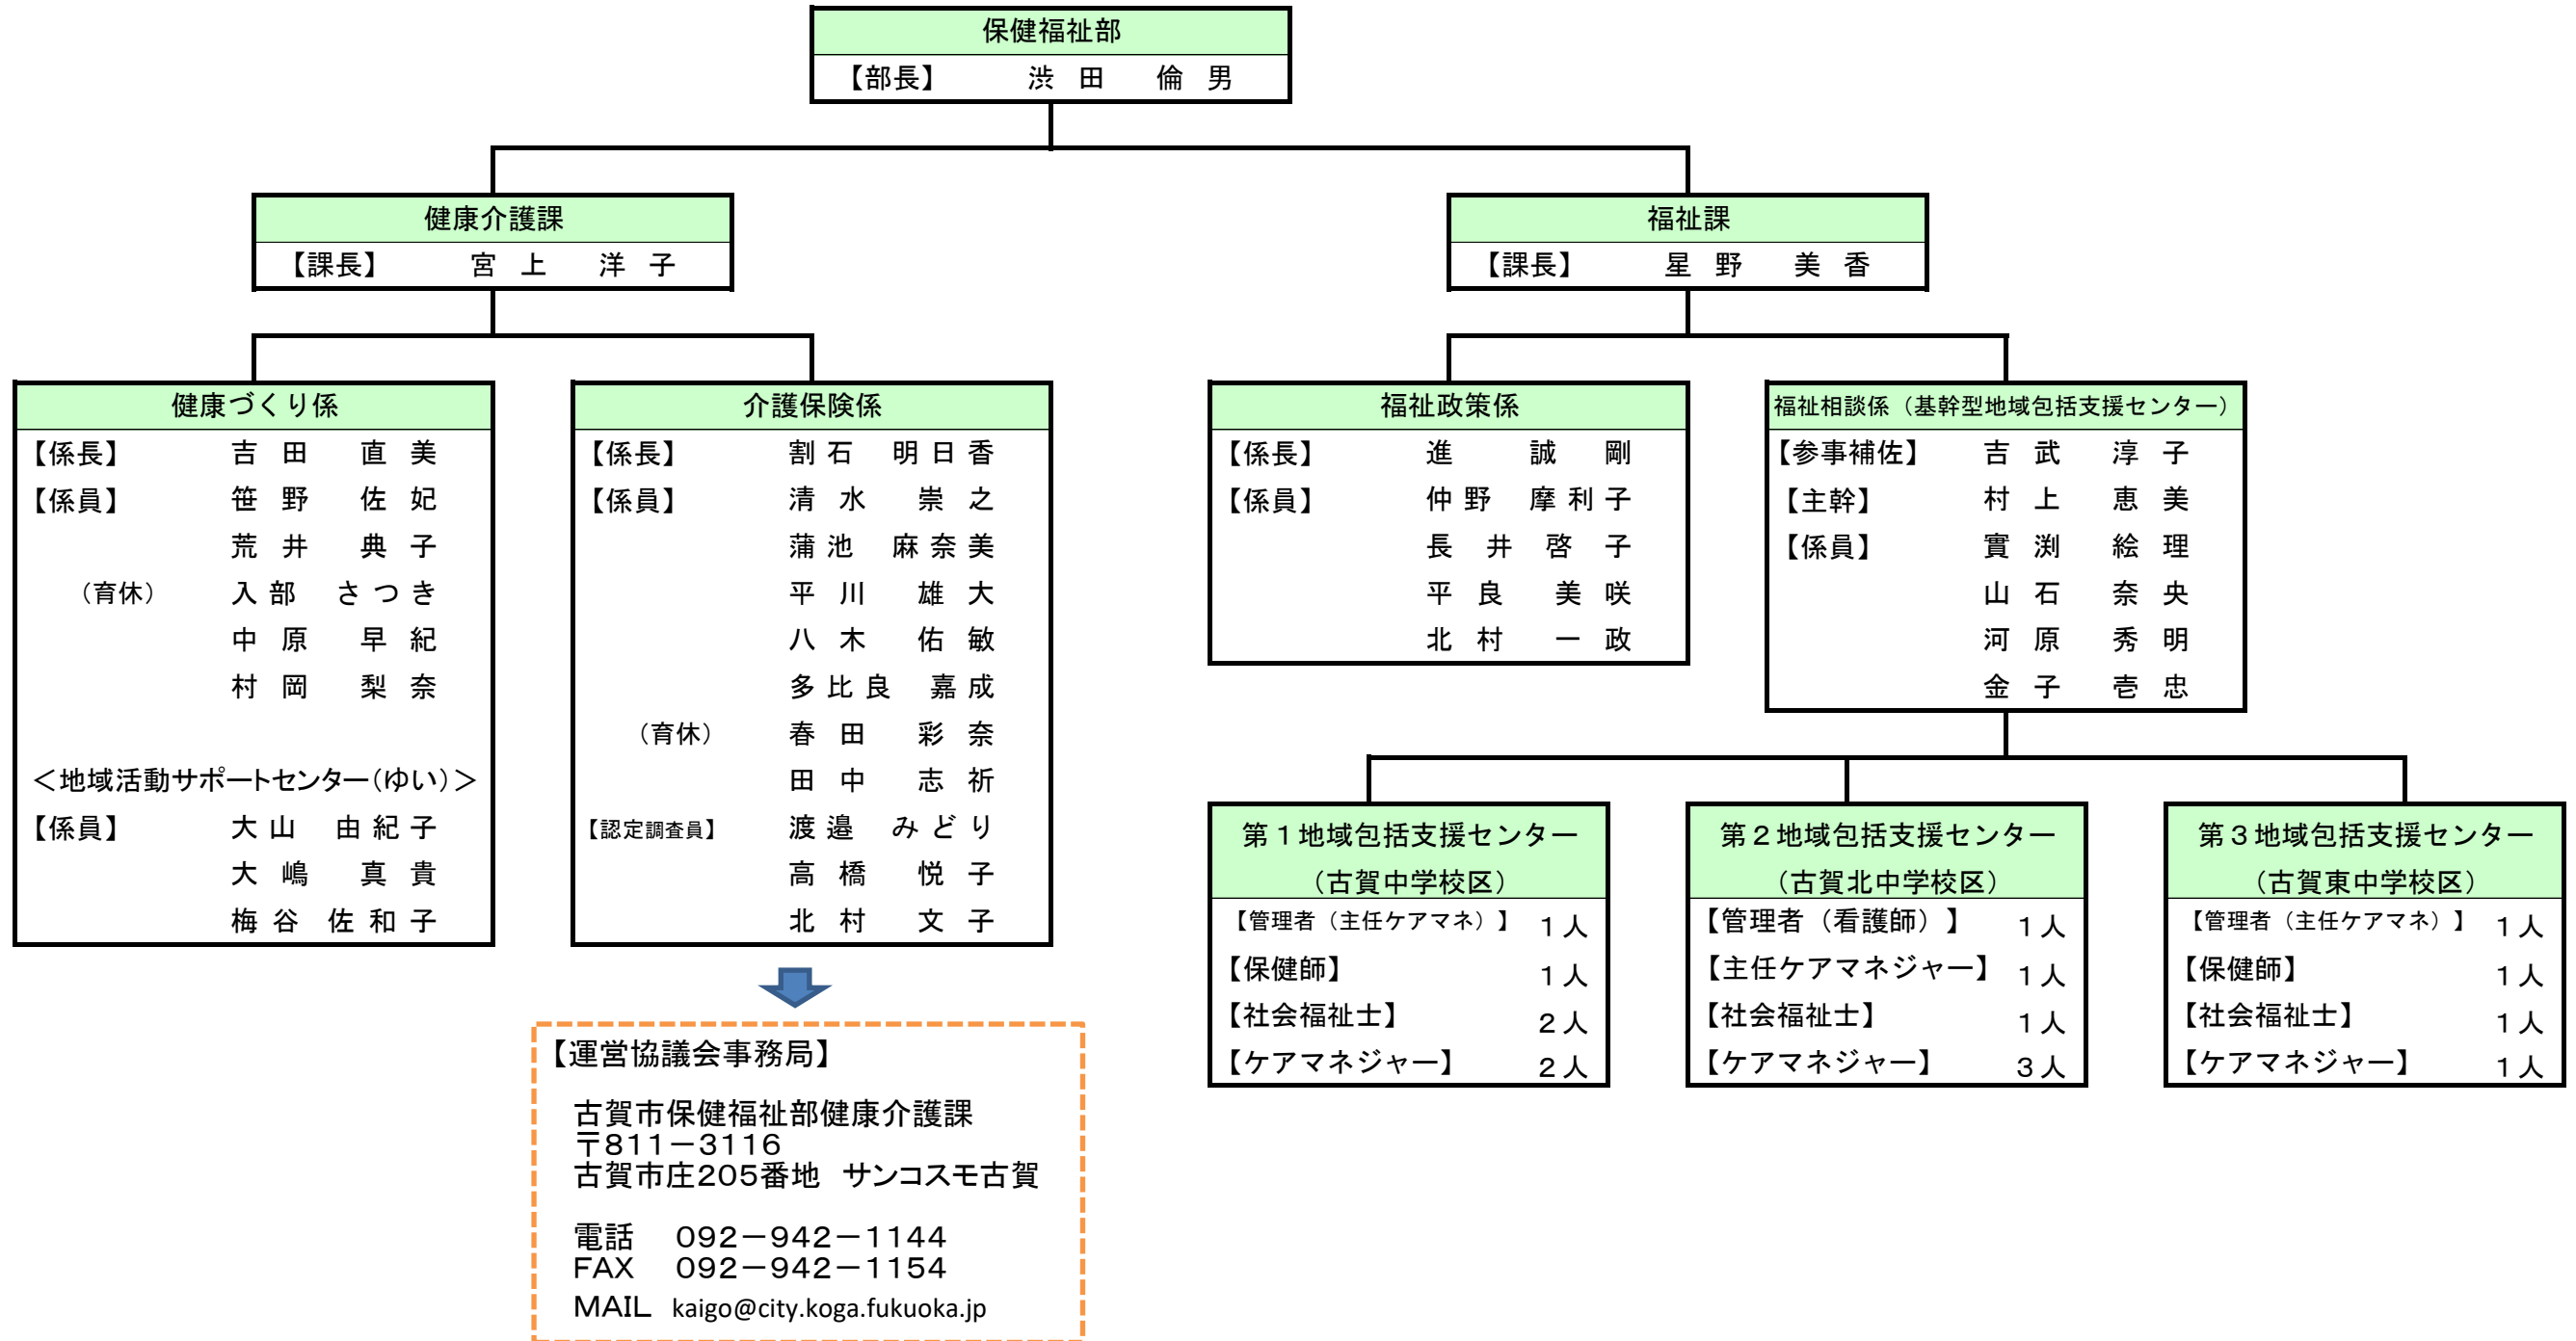 保健福祉部
【部長】 渋田 倫男
健康介護課
【課長】 宮上 洋子
福祉課
【課長】 星野 美香
健康づくり係
【係長】 吉田 直美
【係員】 笹野 佐妃
荒井 典子
（育休） 入部 さつき
中原 早紀
村岡 梨奈
＜地域活動サポートセンター（ゆい）＞
【係員】 大山 由紀子
大嶋 真貴
梅谷 佐和子
介護保険係
【係長】 割石 明日香
【係員】 清水 崇之
蒲池 麻奈美
平川 雄大
八木 佑敏
多比良 嘉成
（育休） 春田 彩奈
田中 志祈
【認定調査員】 渡邉 みどり
高橋 悦子
北村 文子
福祉政策係
【係長】 進 誠剛
【係員】 仲野 摩利子
長井 啓子
平良 美咲
北村 一政
福祉相談係（基幹型地域包括支援センター）
【参事補佐】 吉武 淳子
【主幹】 村上 恵美
【係員】 實渕 絵理
山石 奈央
河原 秀明
金子 壱忠
第１地域包括支援センター
（古賀中学校区）
【管理者（主任ケアマネ）】 １人
【保健師】 １人
【社会福祉士】 ２人
【ケアマネジャー】 ２人
第２地域包括支援センター
（古賀北中学校区）
【管理者（看護師）】 １人
【主任ケアマネジャー】 １人
【社会福祉士】 １人
【ケアマネジャー】 ３人
第３地域包括支援センター
（古賀東中学校区）
【管理者（主任ケアマネ）】 １人
【保健師】 １人
【社会福祉士】 １人
【ケアマネジャー】 １人
【運営協議会事務局】
古賀市保健福祉部健康介護課
〒811－3116
古賀市庄205番地 サンコスモ古賀
電話 092－942－1144
FAX 092－942－1154
MAIL kaigo@city.koga.fukuoka.jp